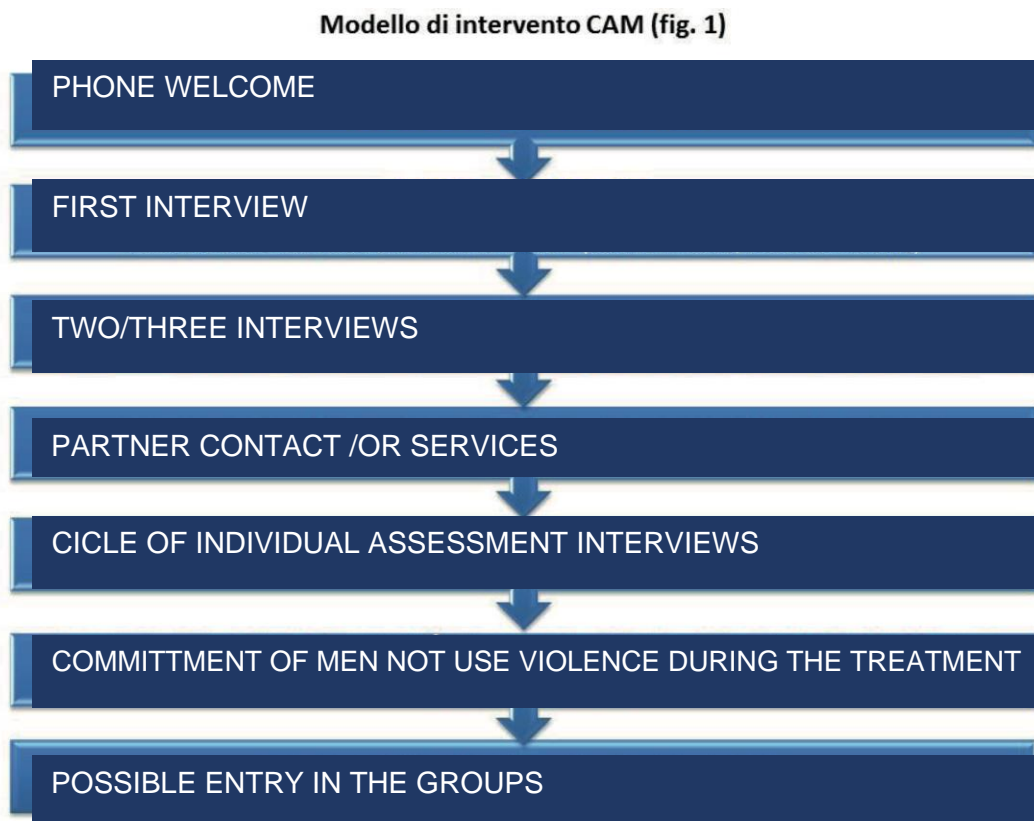 Modello di intervento CAM (fig. 1)
PHONE WELCOME
FIRST INTERVIEW
TWO/THREE INTERVIEWS
PARTNER CONTACT /OR SERVICES
CICLE OF INDIVIDUAL ASSESSMENT INTERVIEWS
COMMITTMENT OF MEN NOT USE VIOLENCE DURING THE TREATMENT
POSSIBLE ENTRY IN THE GROUPS